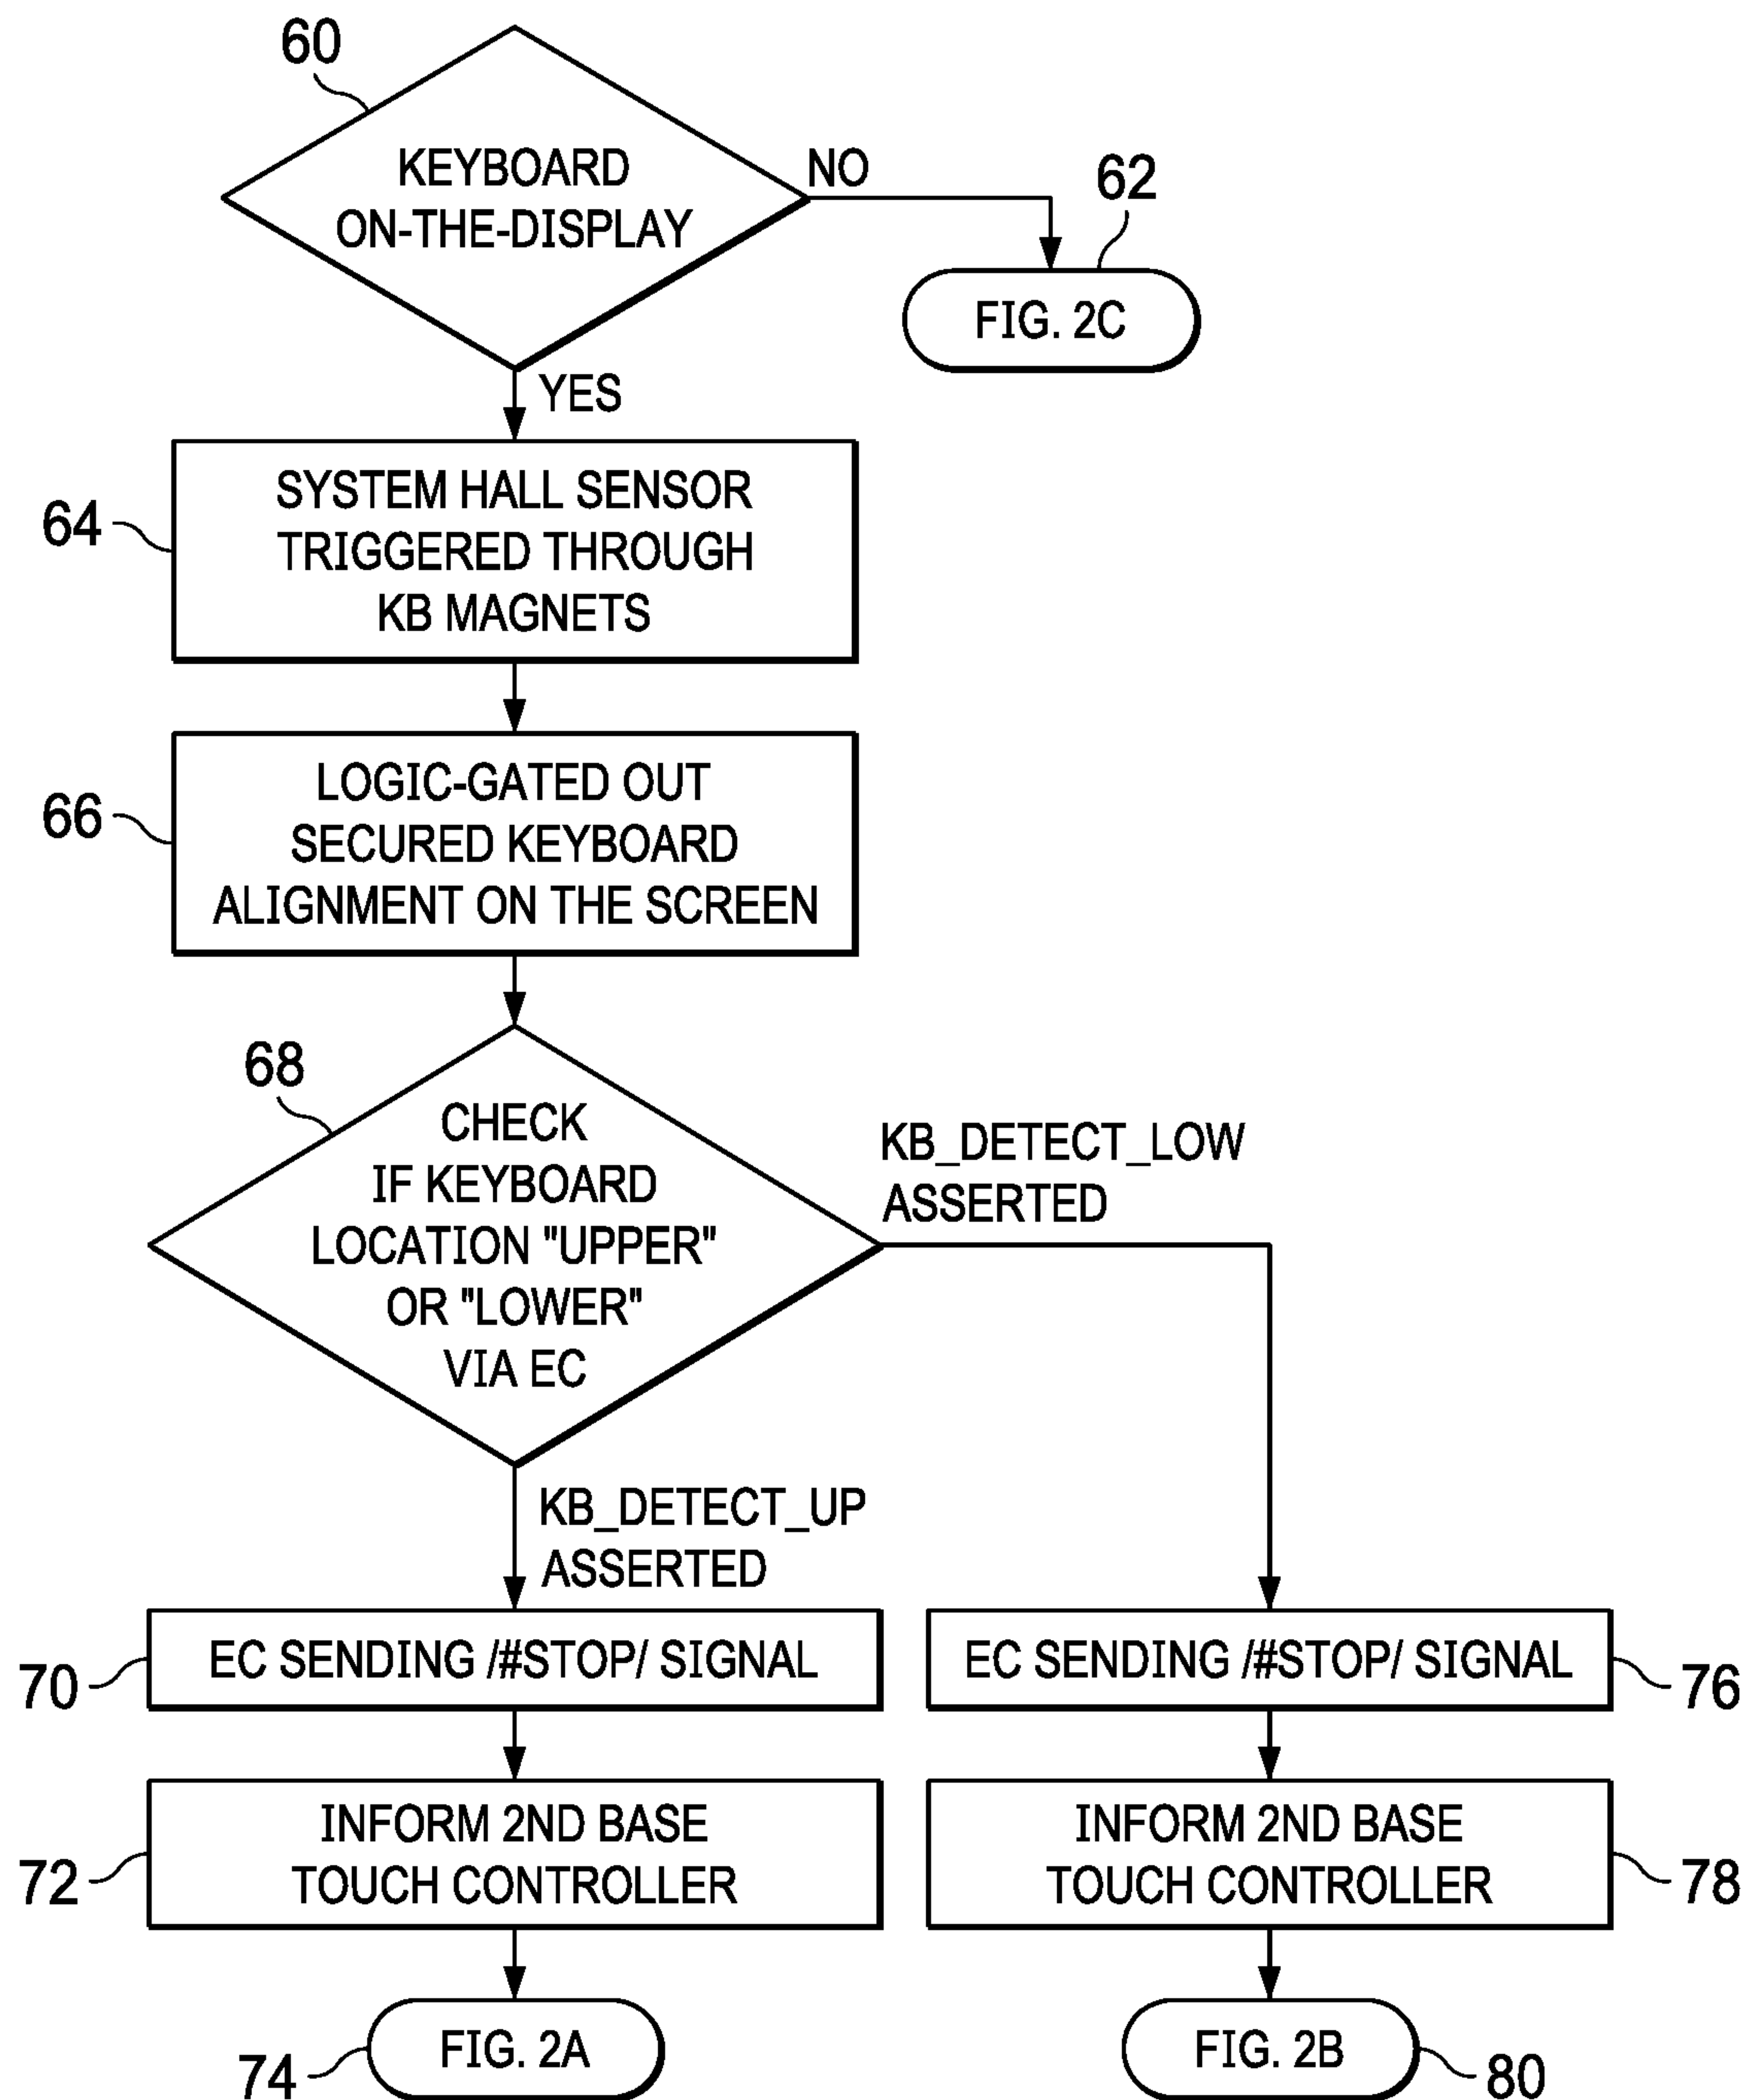 60
KEYBOARD
ON-THE-DISPLAY
NO
62
FIG. 2C
YES
64
SYSTEM HALL SENSOR
TRIGGERED THROUGH
KB MAGNETS
66
LOGIC-GATED OUT
SECURED KEYBOARD
ALIGNMENT ON THE SCREEN
68
CHECK
IF KEYBOARD
LOCATION "UPPER"
OR "LOWER"
VIA EC
KB_DETECT_LOW
ASSERTED
KB_DETECT_UP
ASSERTED
70
EC SENDING /#STOP/ SIGNAL
EC SENDING /#STOP/ SIGNAL
76
72
INFORM 2ND BASE
TOUCH CONTROLLER
INFORM 2ND BASE
TOUCH CONTROLLER
78
74
FIG. 2A
FIG. 2B
80